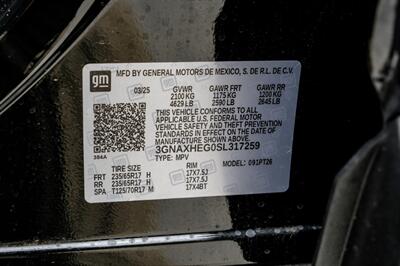 gm
MFD BY GENERAL MOTORS DE MEXICO, S. DE R.L. DE C.V.
03/25 GVWR GAWR FRT GAWR RR
2100 KG 1175 KG 1200 KG
4629 LB 2590 LB 2645 LB
THIS VEHICLE CONFORMS TO ALL
APPLICABLE U.S. FEDERAL MOTOR
VEHICLE SAFETY AND THEFT PREVENTION
STANDARDS IN EFFECT ON THE DATE OF
MANUFACTURE SHOWN ABOVE.
384A 3GNAXHEG0SL317259
TYPE: MPV MODEL: 091PT26
TIRE SIZE RIM
FRT 235/65R17 H 17X7.5J
RR 235/65R17 H 17X7.5J
SPA T125/70R17 M 17X4BT